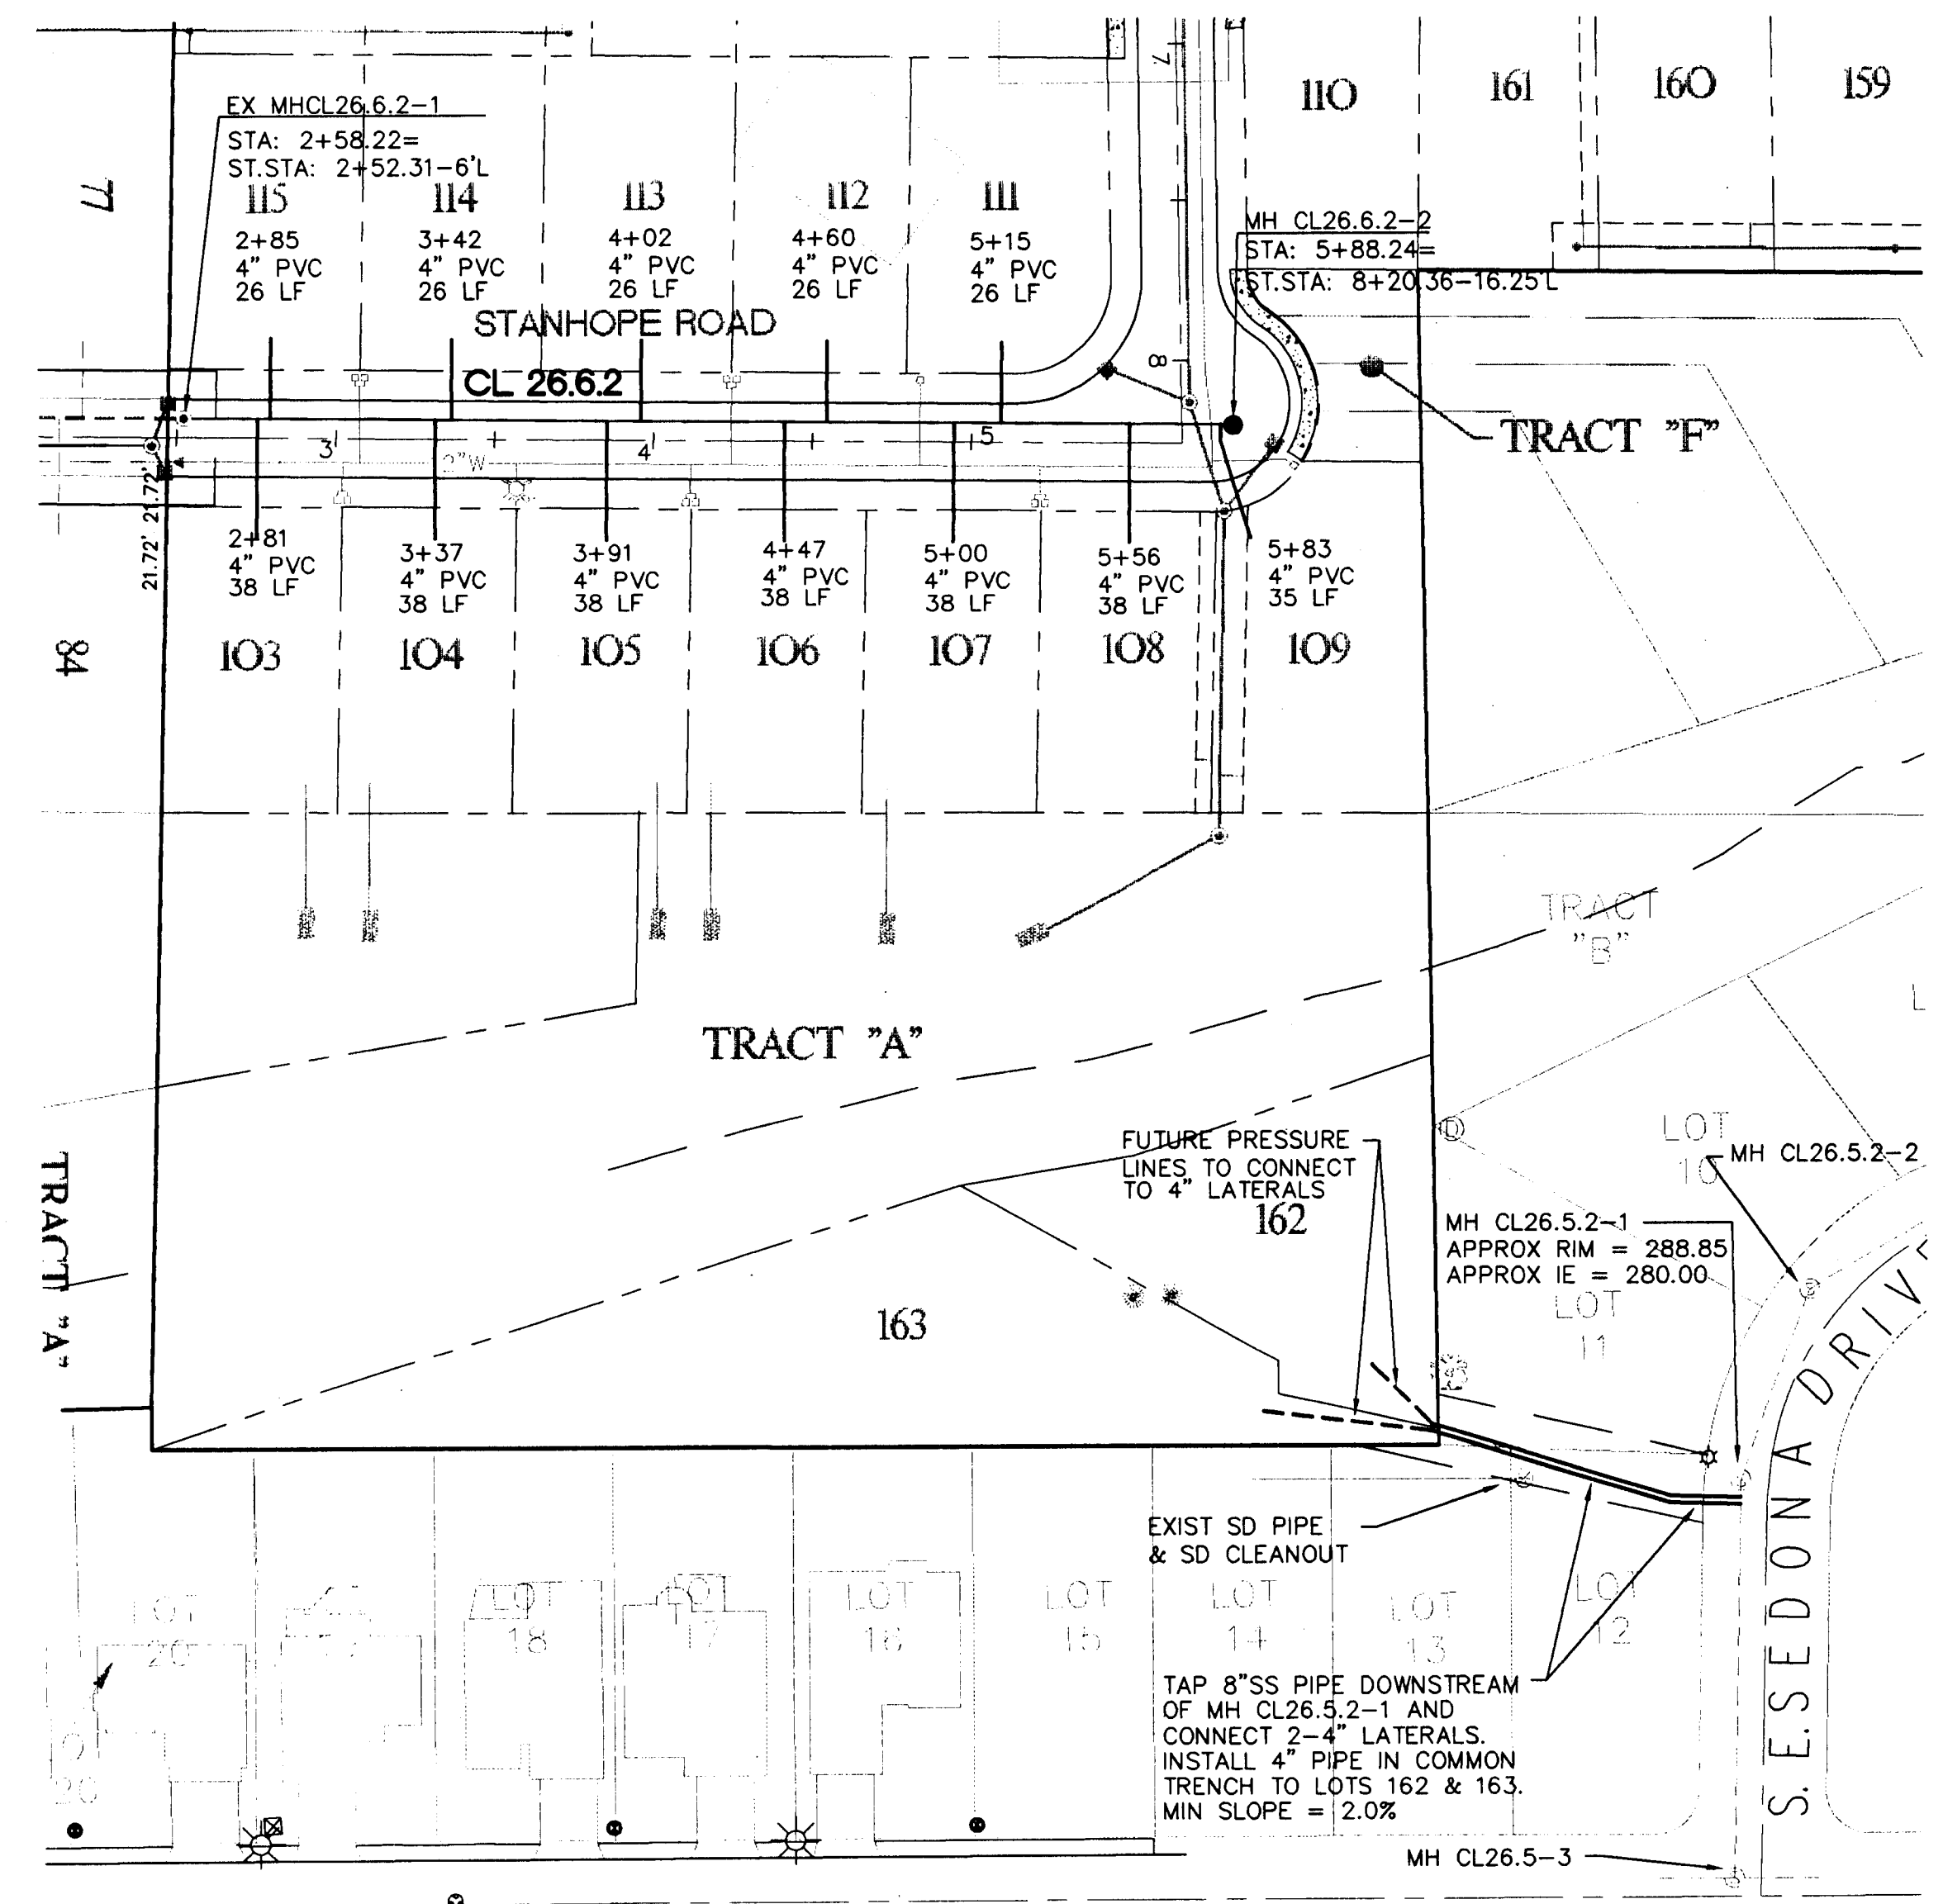 EX MHCL26.6.2-1
STA: 2+58.22=
ST.STA: 2+52.31-6'L
77
115
2+85
4" PVC
26 LF
114
3+42
4" PVC
26 LF
113
4+02
4" PVC
26 LF
112
4+60
4" PVC
26 LF
111
5+15
4" PVC
26 LF
7
110
161
160
159
MH CL26.6.2-2
STA: 5+88.24=
ST.STA: 8+20.36-16.25'L
STANHOPE ROAD
CL 26.6.2
8
TRACT "F"
3
4
5
2"W
21.72'
21.72'
2+81
4" PVC
38 LF
103
3+37
4" PVC
38 LF
104
3+91
4" PVC
38 LF
105
4+47
4" PVC
38 LF
106
5+00
4" PVC
38 LF
107
5+56
4" PVC
38 LF
108
5+83
4" PVC
35 LF
109
84
TRACT
"B"
TRACT "A"
TRACT "A"
FUTURE PRESSURE
LINES TO CONNECT
TO 4" LATERALS
162
163
LOT
10
MH CL26.5.2-2
MH CL26.5.2-1
APPROX RIM = 288.85
APPROX IE = 280.00
LOT
11
S.E.SEDONA DRIVE
EXIST SD PIPE
& SD CLEANOUT
LOT
20
LOT
18
LOT
17
LOT
16
LOT
15
LOT
14
LOT
13
LOT
12
20
TAP 8"SS PIPE DOWNSTREAM
OF MH CL26.5.2-1 AND
CONNECT 2-4" LATERALS.
INSTALL 4" PIPE IN COMMON
TRENCH TO LOTS 162 & 163.
MIN SLOPE = 2.0%
MH CL26.5-3